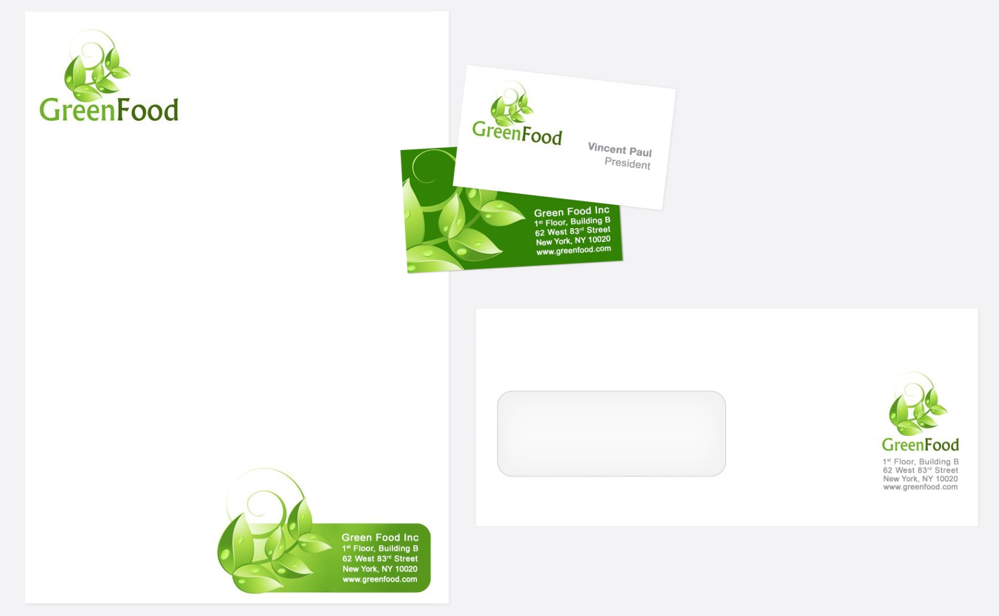 GreenFood
GreenFood
Vincent Paul
President
Green Food Inc
1st Floor, Building B
62 West 83rd Street
New York, NY 10020
www.greenfood.com
GreenFood
1st Floor, Building B
62 West 83rd Street
New York, NY 10020
www.greenfood.com
Green Food Inc
1st Floor, Building B
62 West 83rd Street
New York, NY 10020
www.greenfood.com